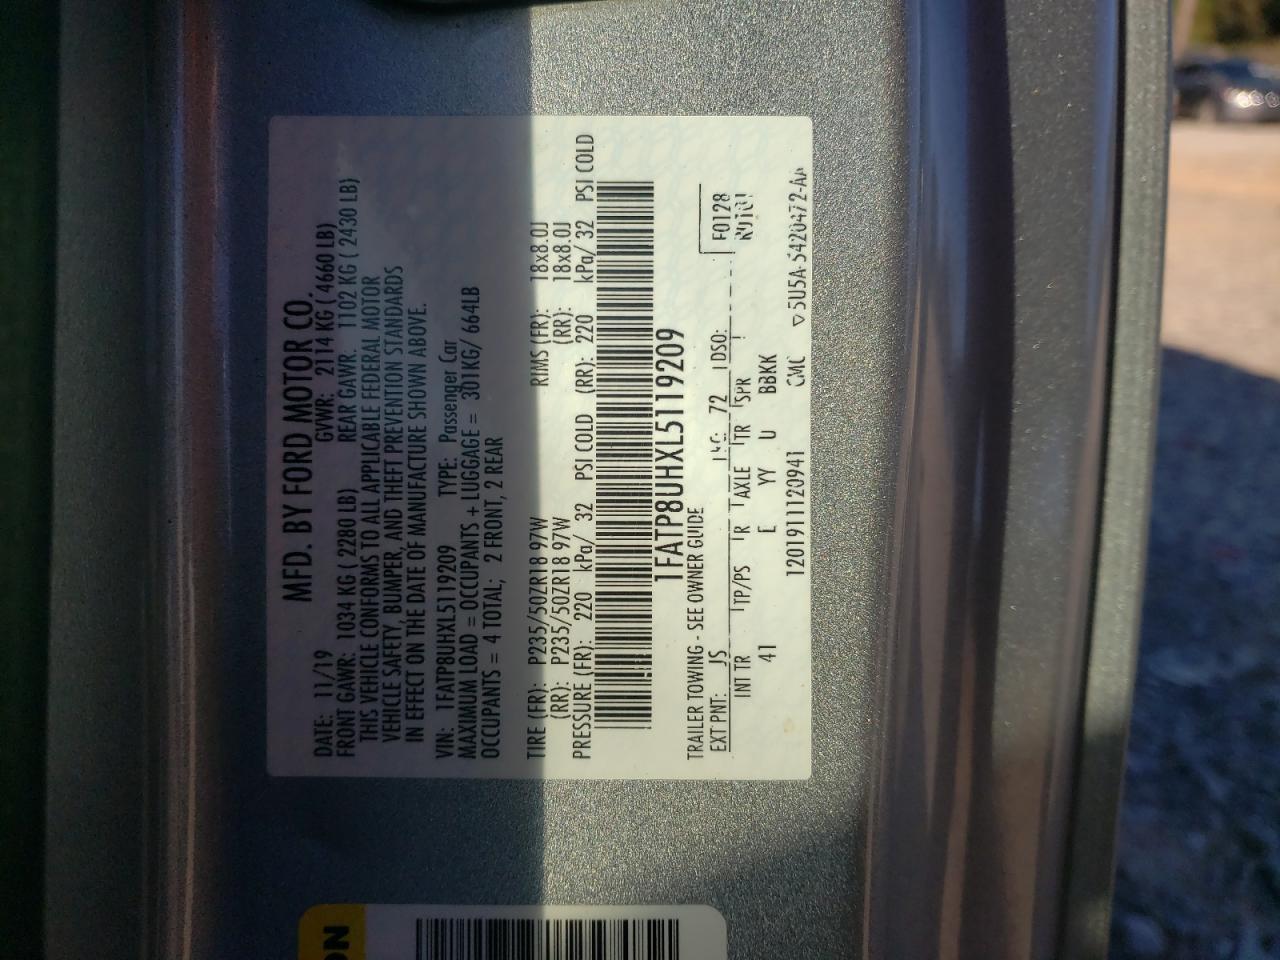 MFD. BY FORD MOTOR CO.
DATE: 11/19 GVWR: 2114 KG ( 4660 LB)
FRONT GAWR: 1034 KG ( 2280 LB) REAR GAWR: 1102 KG ( 2430 LB)
THIS VEHICLE CONFORMS TO ALL APPLICABLE FEDERAL MOTOR
VEHICLE SAFETY, BUMPER, AND THEFT PREVENTION STANDARDS
IN EFFECT ON THE DATE OF MANUFACTURE SHOWN ABOVE.
VIN: 1FATP8UHXL5119209 TYPE: Passenger Car
MAXIMUM LOAD = OCCUPANTS + LUGGAGE = 301KG/ 664LB
OCCUPANTS = 4 TOTAL; 2 FRONT, 2 REAR
TIRE (FR): P235/50ZR18 97W RIMS (FR): 18x8.0J
(RR): P235/50ZR18 97W (RR): 18x8.0J
PRESSURE (FR): 220 kPa/ 32 PSI COLD (RR): 220 kPa/ 32 PSI COLD
1FATP8UHXL5119209
TRAILER TOWING - SEE OWNER GUIDE
EXT PNT: JS 72 DSO: F0128
INT TR TP/PS R AXLE TR SPR
41 E YY U BBKK
1201911120941 CMC ▽5U5A-5420472-AA
ON